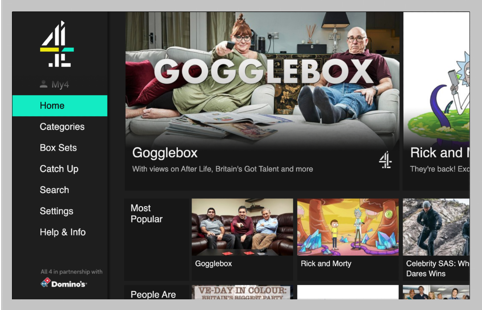 My4
Home
Categories
Box Sets
Catch Up
Search
Settings
Help & Info
All 4 in partnership with
Domino's
GOGGLEBOX
Gogglebox
With views on After Life, Britain's Got Talent and more
4
Rick and
They're back!
Most
Popular
Gogglebox
Rick and Morty
Celebrity SAS: Wh
Dares Wins
People Are
VE-DAY IN COLOUR:
BRITAIN'S BIGGEST PARTY